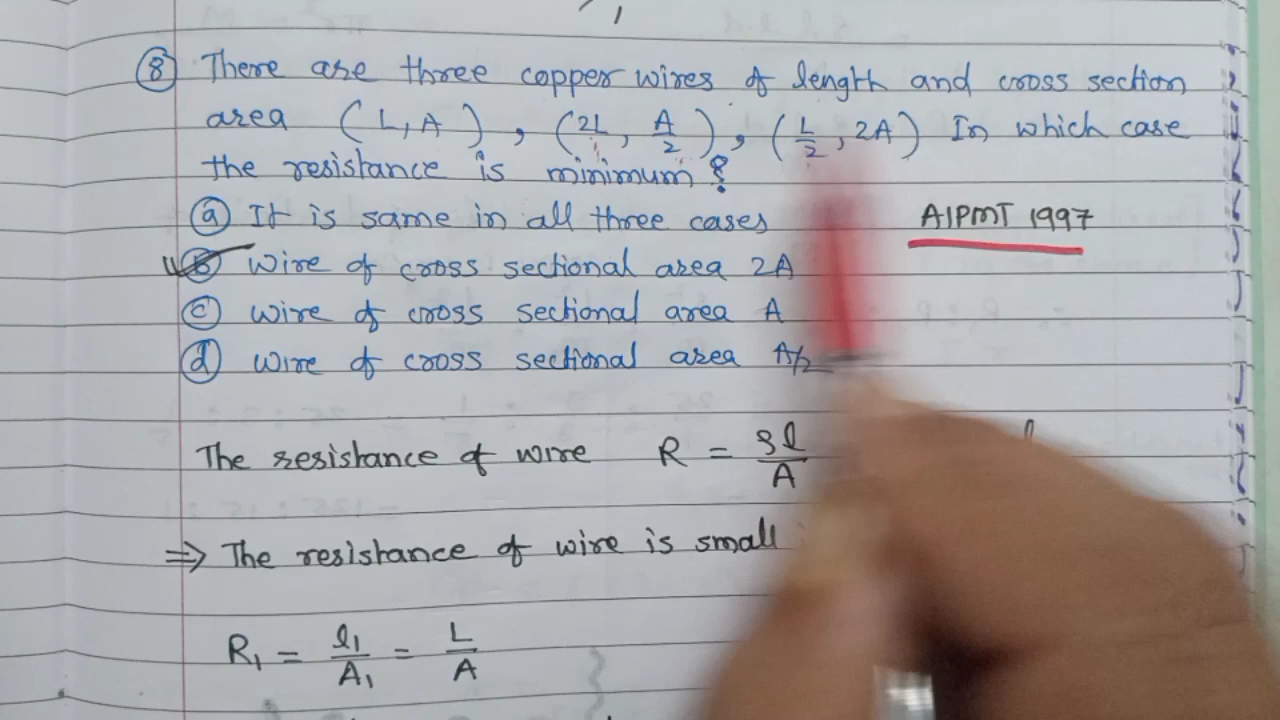 ⑧ There are three copper wires of length and cross section
area (L, A), (2L, A/2), (L/2, 2A) In which case
the resistance is minimum?
ⓐ It is same in all three cases
AIPMT 1997
ⓑ wire of cross sectional area 2A
ⓒ wire of cross sectional area A
ⓓ wire of cross sectional area A/2
The resistance of wire R = ρl/A
⇒ The resistance of wire is small
R₁ = l₁/A₁ = L/A